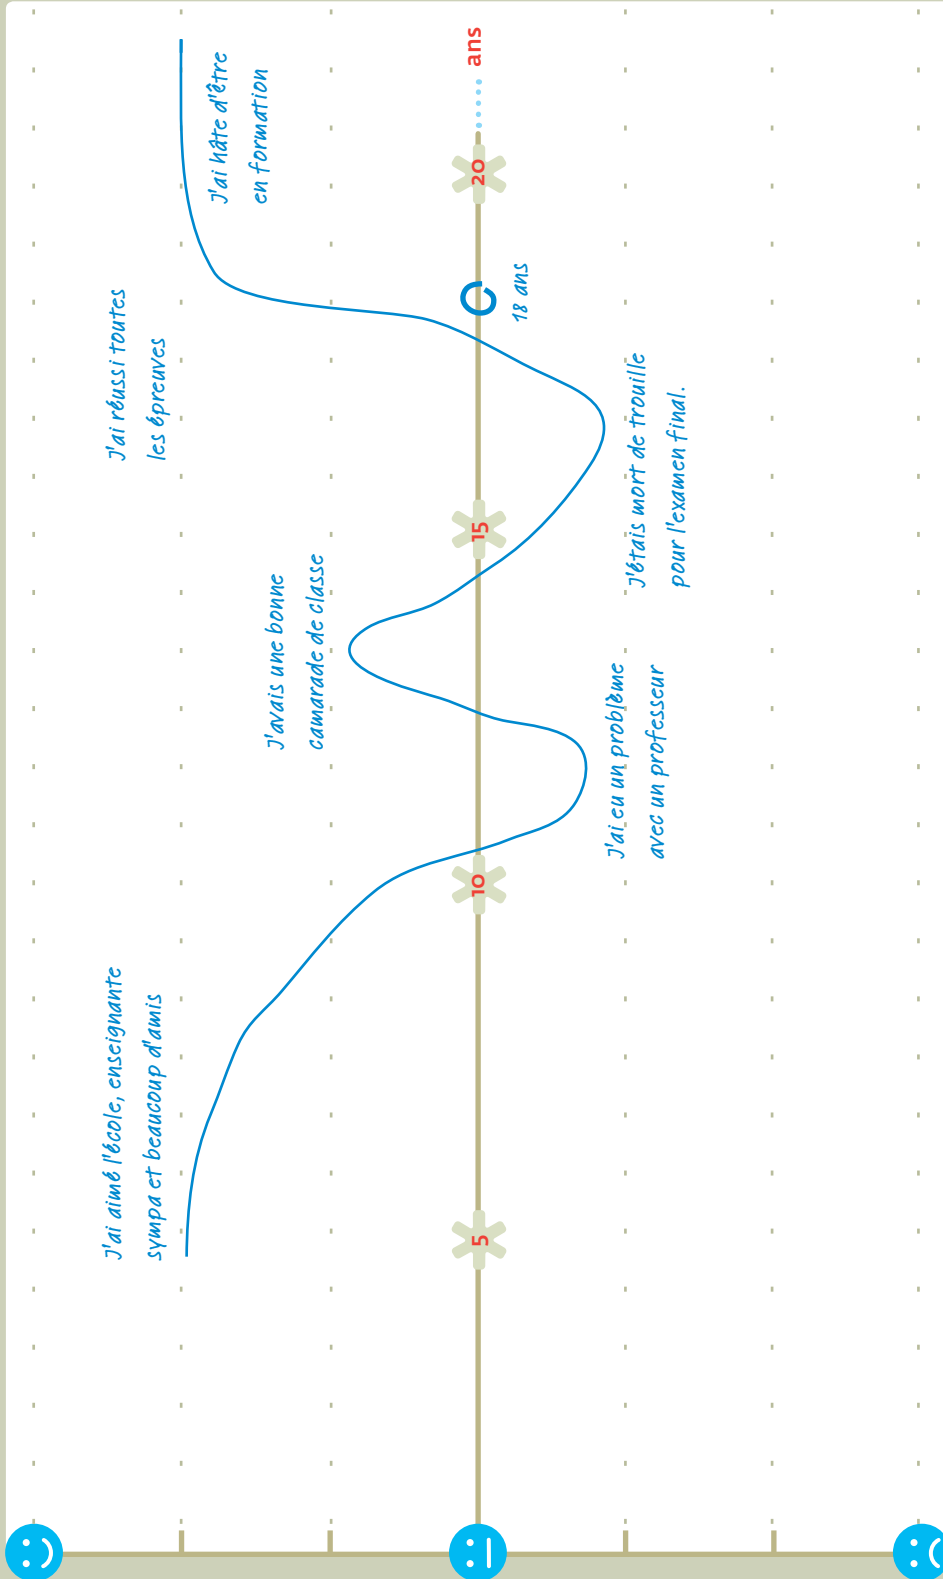 J'ai aimé l'école, enseignante
sympa et beaucoup d'amis
J'ai eu un problème
avec un professeur
J'avais une bonne
camarade de classe
J'étais mort de trouille
pour l'examen final.
J'ai réussi toutes
les épreuves
J'ai hâte d'être
en formation
5
10
15
18 ans
20
ans